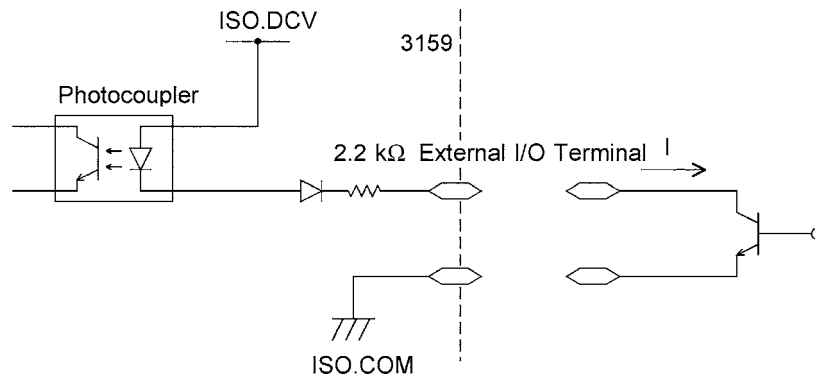 ISO.DCV
3159
Photocoupler
2.2 kΩ External I/O Terminal I
ISO.COM